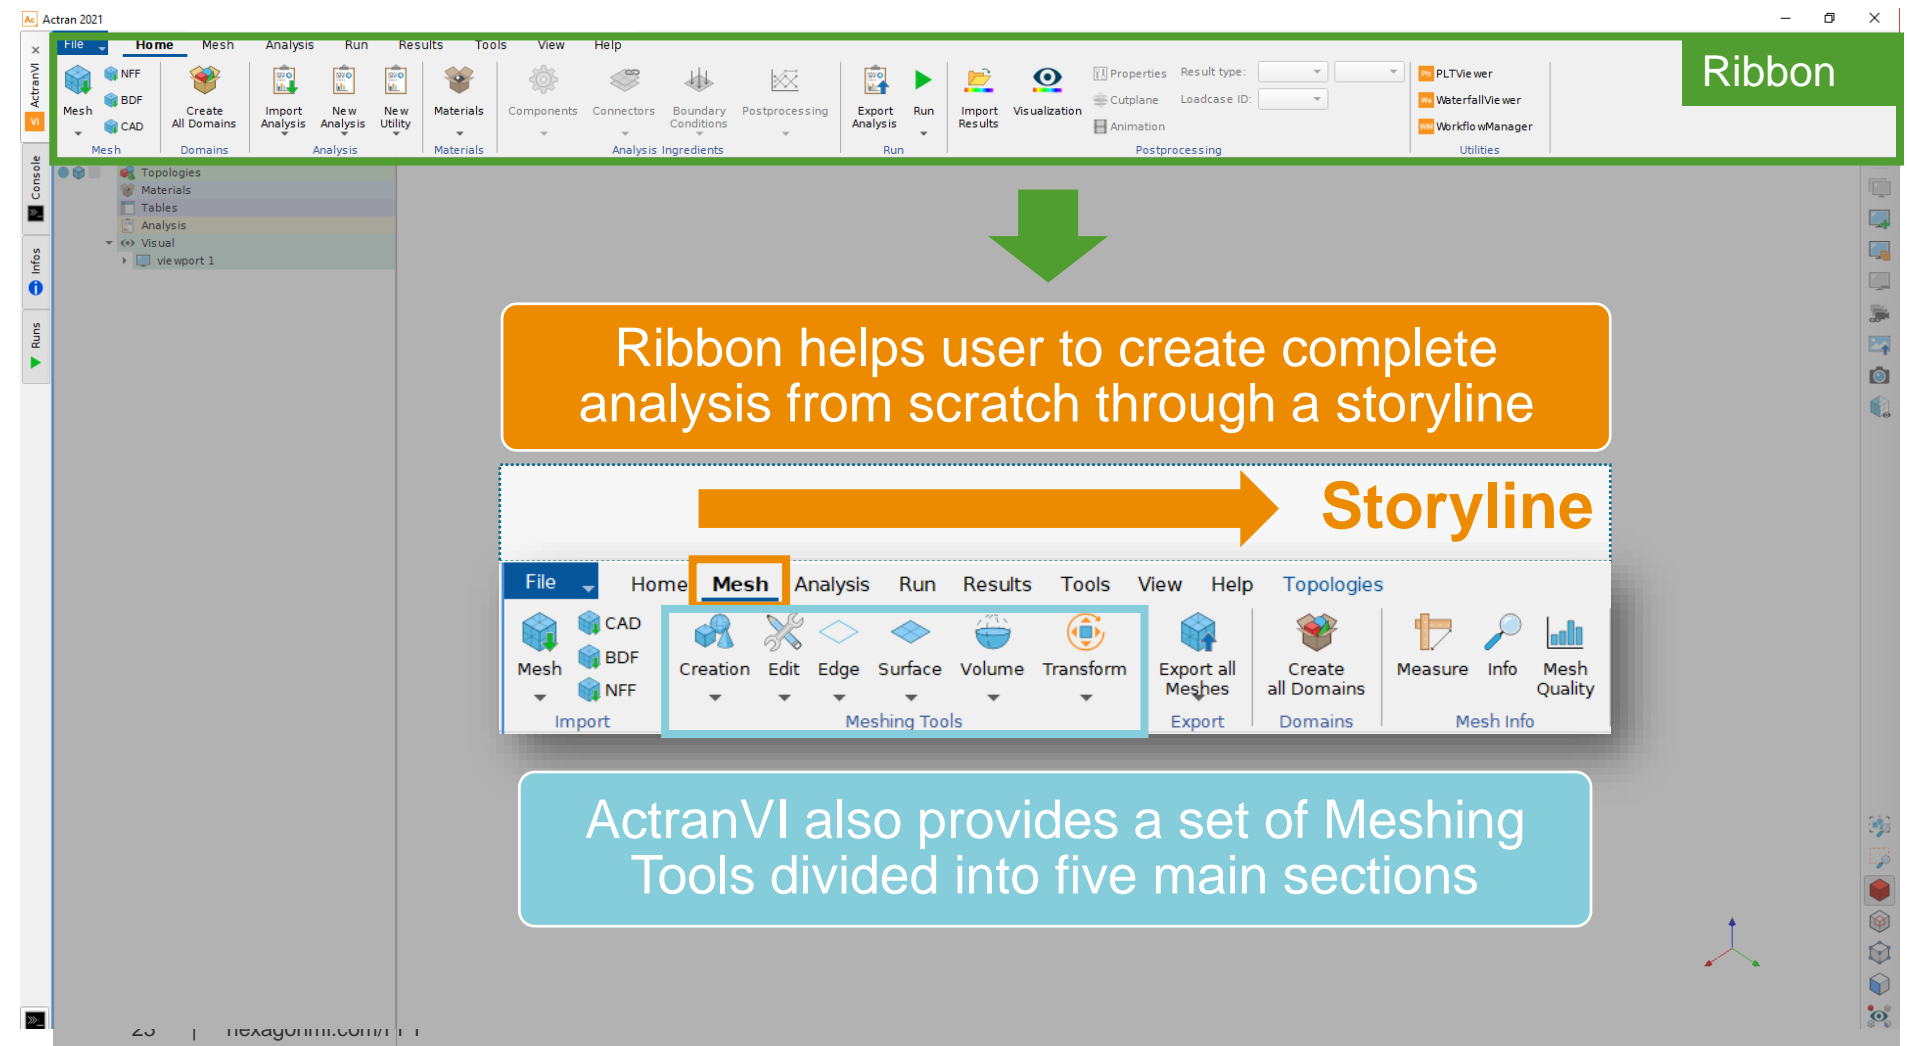 Actran 2021
File Home Mesh Analysis Run Results Tools View Help
Ribbon
Mesh
NFF
BDF
CAD
Mesh
Create
All Domains
Domains
Import
Analysis
New
Analysis
New
Utility
Analysis
Materials
Materials
Components
Connectors
Boundary
Conditions
Postprocessing
Analysis Ingredients
Export
Analysis
Run
Run
Import
Results
Visualization
Properties
Cutplane
Animation
Result type:
Loadcase ID:
Postprocessing
Plt PLTViewer
Wa WaterfallViewer
WM WorkflowManager
Utilities
VI ActranVI
Console
Infos
Runs
Topologies
Materials
Tables
Analysis
Visual
viewport 1
Ribbon helps user to create complete
analysis from scratch through a storyline
Storyline
File Home Mesh Analysis Run Results Tools View Help Topologies
Mesh
CAD
BDF
NFF
Import
Creation
Edit
Edge
Surface
Volume
Transform
Meshing Tools
Export all
Meshes
Export
Create
all Domains
Domains
Measure
Info
Mesh
Quality
Mesh Info
ActranVI also provides a set of Meshing
Tools divided into five main sections